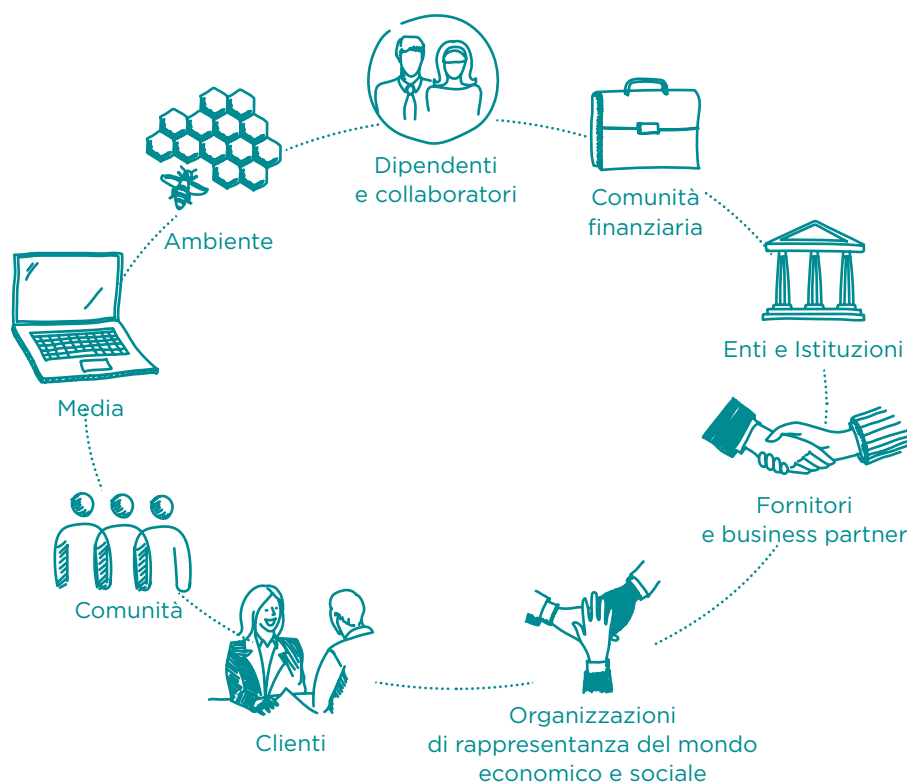 Dipendenti
e collaboratori
Comunità
finanziaria
Enti e Istituzioni
Fornitori
e business partner
Organizzazioni
di rappresentanza del mondo
economico e sociale
Clienti
Comunità
Media
Ambiente